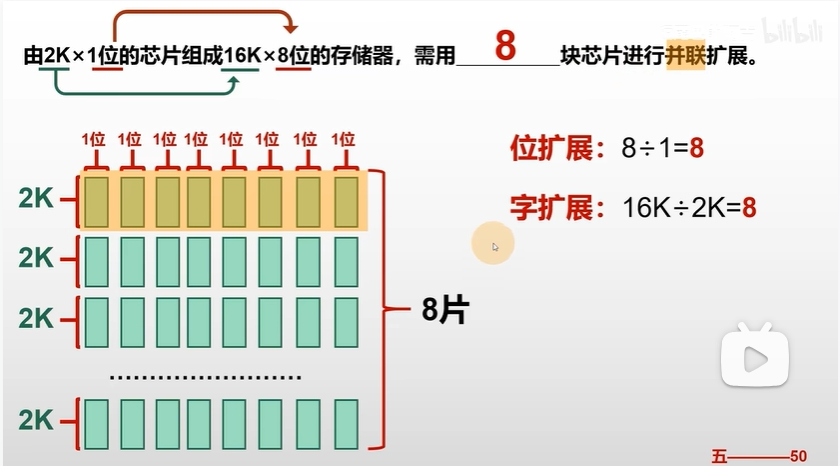 由2K×1位的芯片组成16K×8位的存储器，需用8块芯片进行并联扩展。
bilibili
1位 1位 1位 1位 1位 1位 1位 1位
位扩展：8÷1=8
2K
字扩展：16K÷2K=8
2K
2K
8片
........................
2K
五———50